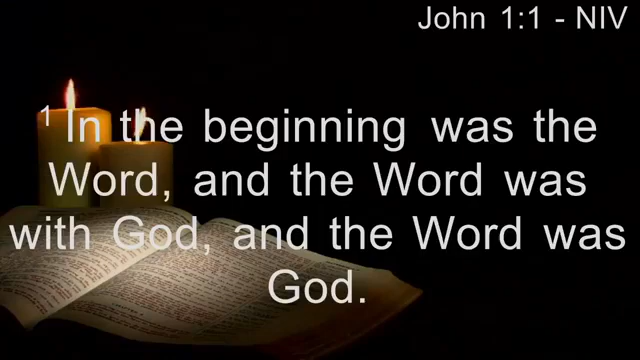 John 1:1 - NIV
1 In the beginning was the
Word, and the Word was
with God, and the Word was
God.